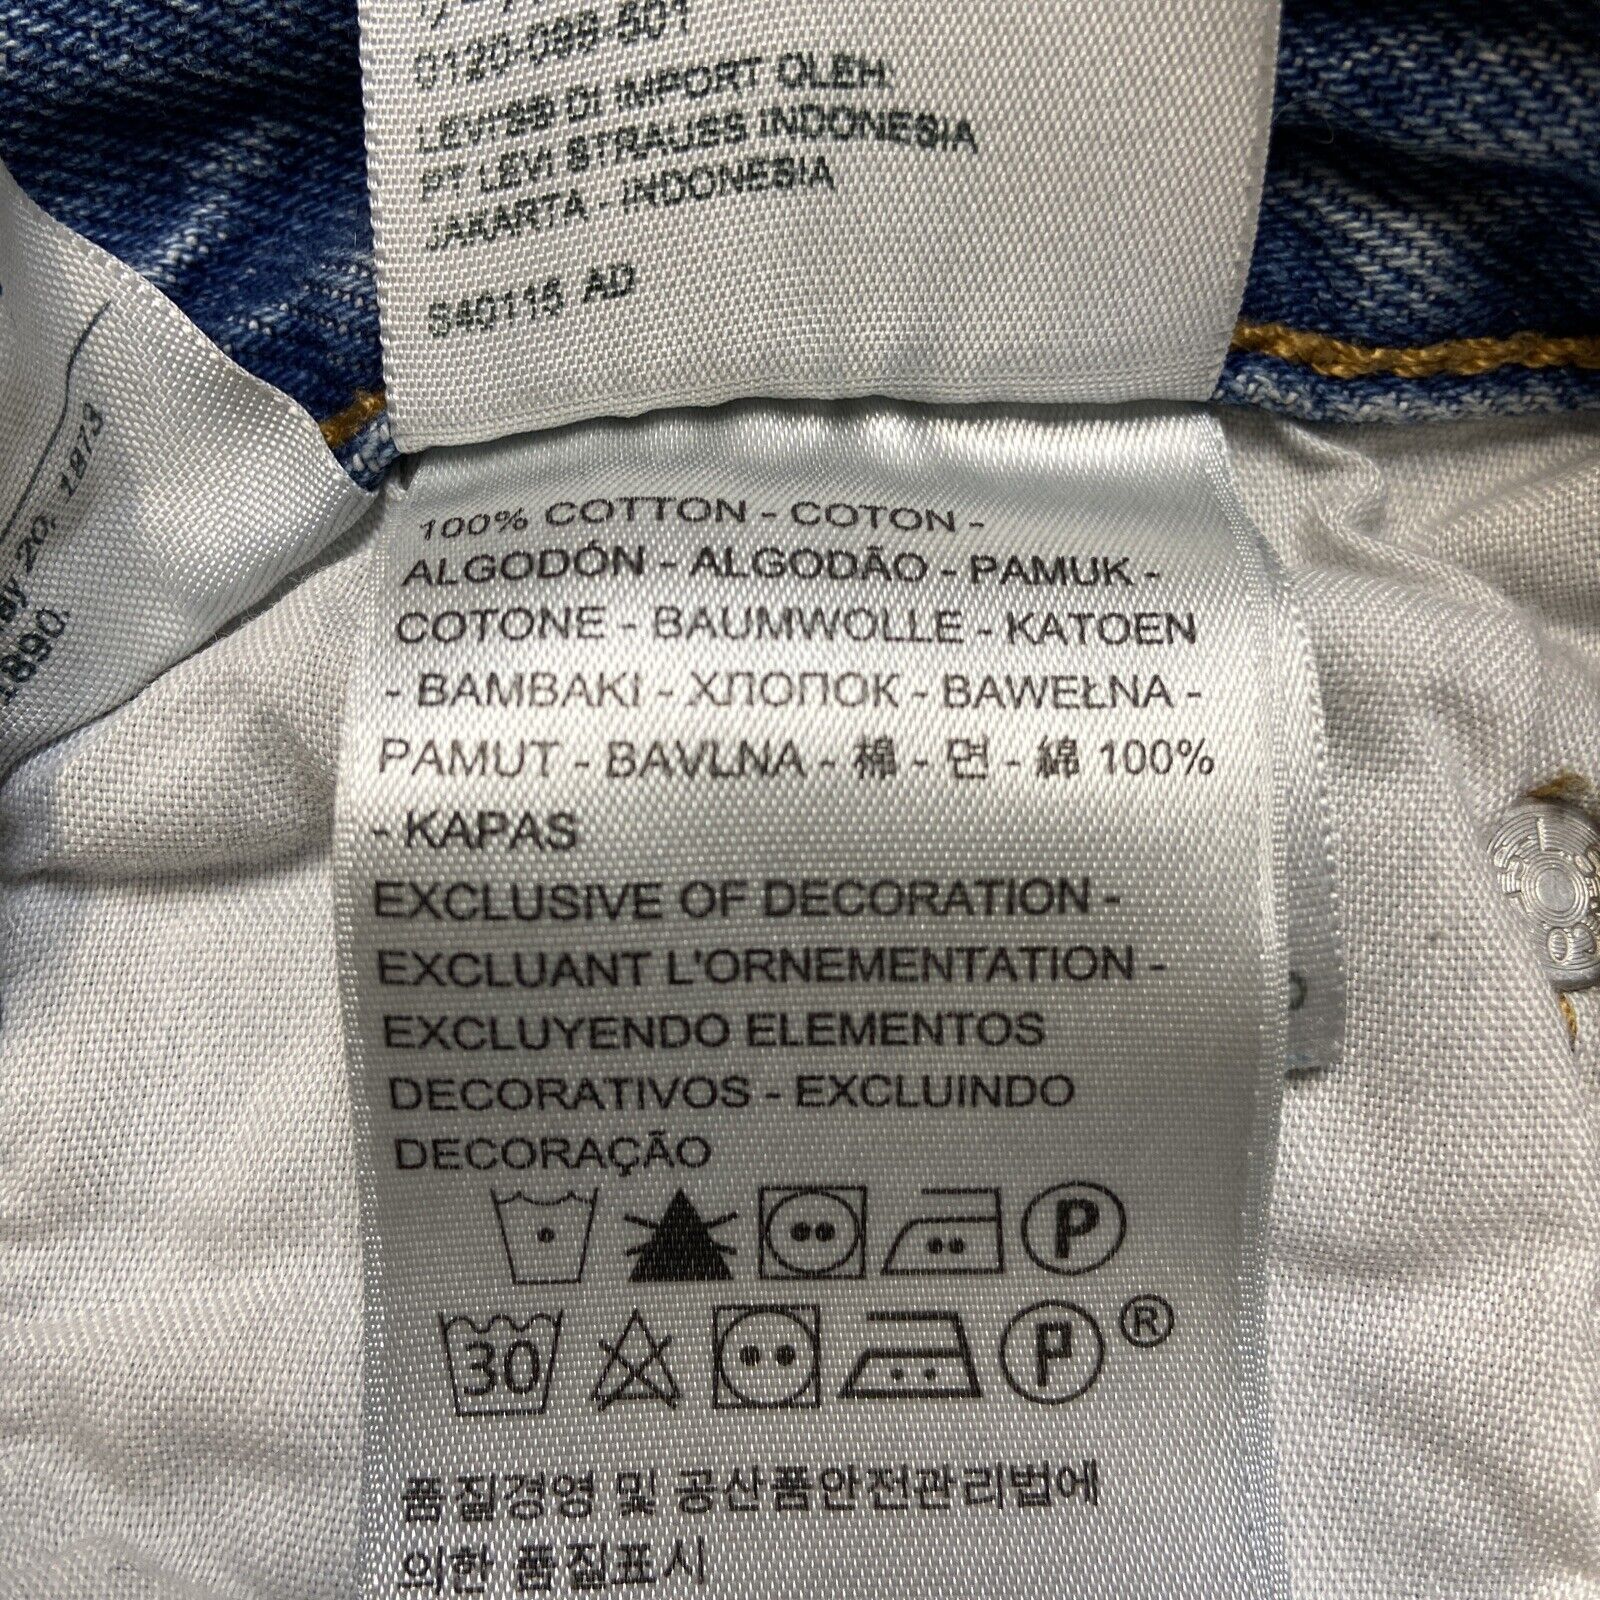 LEVI'S® DI IMPORT OLEH
PT LEVI STRAUSS INDONESIA
JAKARTA - INDONESIA
S40115 AD
20, 1873
1890.
100% COTTON - COTON -
ALGODÓN - ALGODÃO - PAMUK -
COTONE - BAUMWOLLE - KATOEN
- BAMBAKI - ХЛОПОК - BAWEŁNA -
PAMUT - BAVLNA - 棉 - 면 - 綿 100%
- KAPAS
EXCLUSIVE OF DECORATION -
EXCLUANT L'ORNEMENTATION -
EXCLUYENDO ELEMENTOS
DECORATIVOS - EXCLUINDO
DECORAÇÃO
P
30 P ®
품질경영 및 공산품안전관리법에
의한 품질표시